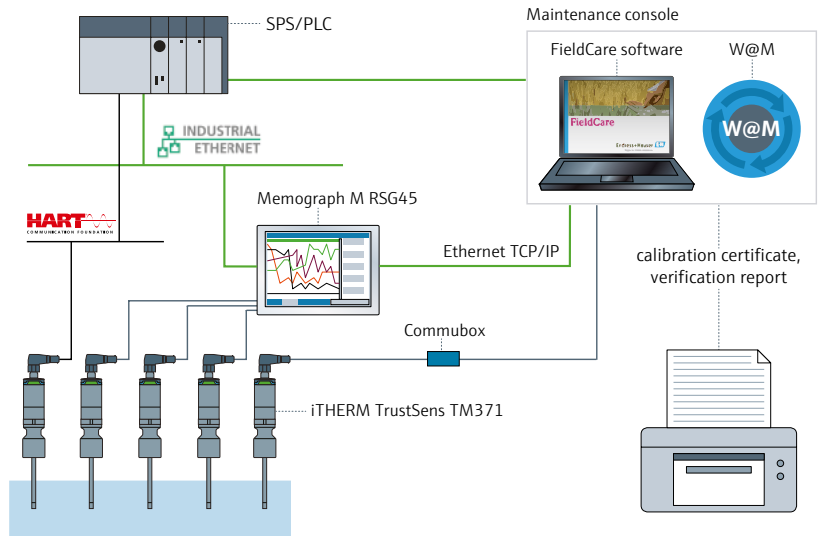 SPS/PLC
Maintenance console
FieldCare software
W@M
FieldCare
Endress+Hauser
W@M
INDUSTRIAL
ETHERNET
Memograph M RSG45
HART
COMMUNICATION FOUNDATION
Ethernet TCP/IP
calibration certificate,
verification report
Commubox
iTHERM TrustSens TM371